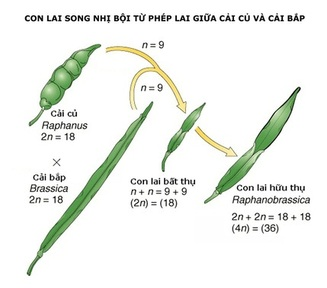 CON LAI SONG NHỊ BỘI TỪ PHÉP LAI GIỮA CẢI CỦ VÀ CẢI BẮP
n = 9
n = 9
Cải củ
Raphanus
2n = 18
×
Cải bắp
Brassica
2n = 18
Con lai bất thụ
n + n = 9 + 9
(2n) = (18)
Con lai hữu thụ
Raphanobrassica
2n + 2n = 18 + 18
(4n) = (36)